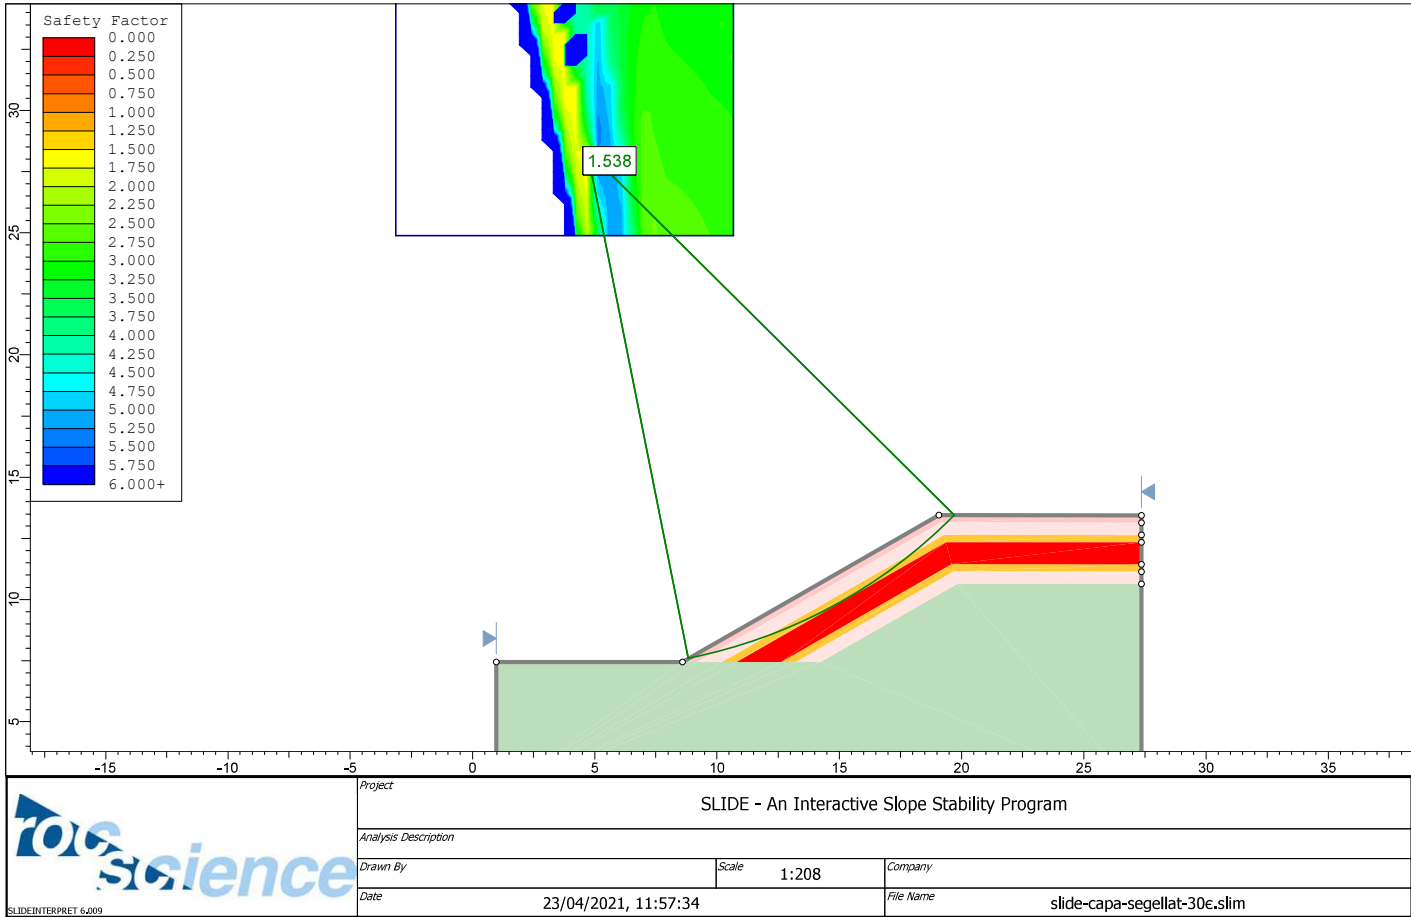 Safety Factor
0.000
0.250
0.500
0.750
1.000
1.250
1.500
1.750
2.000
2.250
2.500
2.750
3.000
3.250
3.500
3.750
4.000
4.250
4.500
4.750
5.000
5.250
5.500
5.750
6.000+
1.538
30
25
20
15
10
5
-15 -10 -5 0 5 10 15 20 25 30 35
rocscience
SLIDEINTERPRET 6.009
Project
SLIDE - An Interactive Slope Stability Program
Analysis Description
Drawn By
Scale 1:208
Company
Date 23/04/2021, 11:57:34
File Name slide-capa-segellat-30є.slim